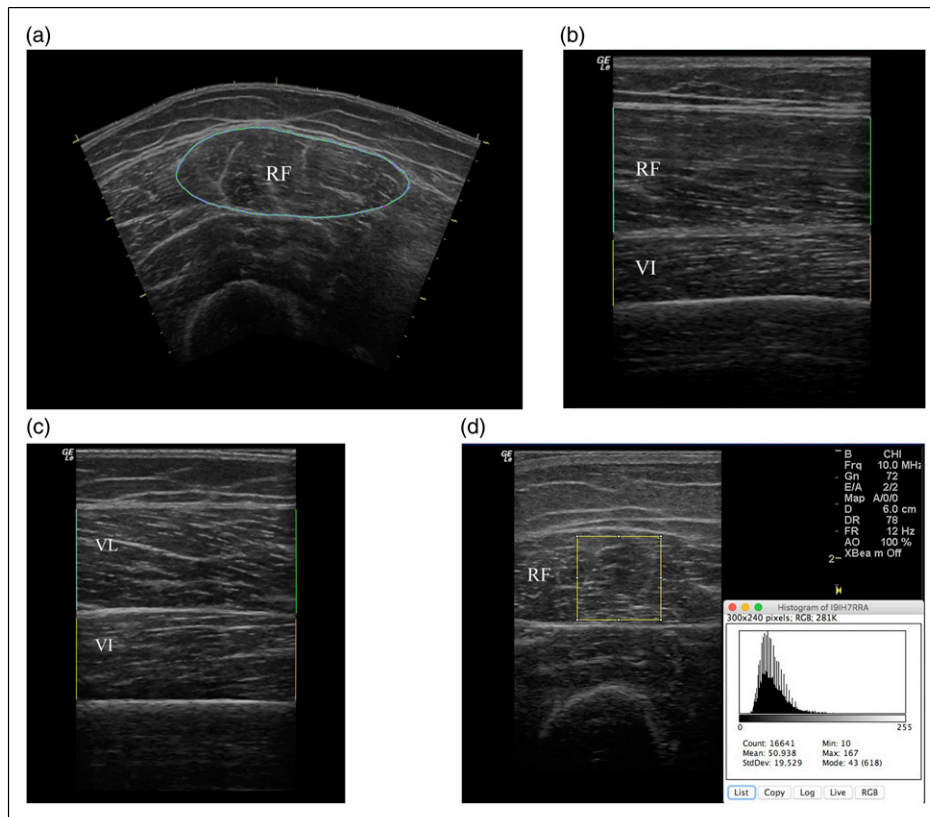 (a)
RF
(b)
GE
Lo
RF
VI
(c)
GE
Lo
VL
VI
(d)
GE
Lo
RF
B CHI
Frq 10.0 MHz
Gn 72
E/A 2/2
Map A/0/0
D 6.0 cm
DR 78
FR 12 Hz
AO 100 %
XBea m Off
2
Histogram of I9IH7RRA
300x240 pixels; RGB; 281K
0 255
Count: 16641 Min: 10
Mean: 50.938 Max: 167
StdDev: 19.529 Mode: 43 (618)
List Copy Log Live RGB